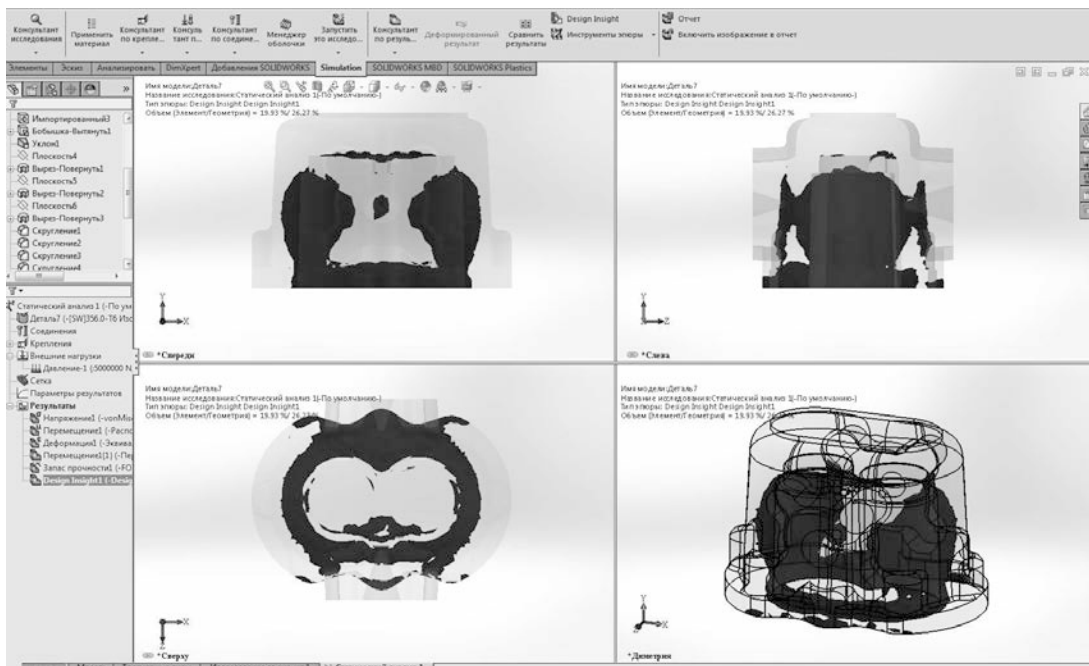 Консультант исследования
Применить материал
Консультант по крепле...
Консуль тант п...
Консультант по соедине...
Менеджер оболочки
Запустить это исследо...
Консультант по резуль...
Деформированный результат
Сравнить результаты
Design Insight
Инструменты эпюры
Отчет
Включить изображение в отчет
Элементы Эскиз Анализировать DimXpert Добавления SOLIDWORKS Simulation SOLIDWORKS MBD SOLIDWORKS Plastics
Импортированный3
Бобышка-Вытянуть1
Уклон1
Плоскость4
Вырез-Повернуть1
Плоскость5
Вырез-Повернуть2
Плоскость6
Вырез-Повернуть3
Скругление1
Скругление2
Скругление3
Скругление4
Статический анализ 1 (-По ум
Деталь7 (-[SW]356.0-T6 Изо
Соединения
Крепления
Внешние нагрузки
Давление-1 (:5000000 N,
Сетка
Параметры результатов
Результаты
Напряжение1 (-vonMise
Перемещение1 (-Распо
Деформация1 (-Эквива
Перемещение1(1) (-Пер
Запас прочности1 (-FO
Design Insight1 (-Desig
Имя модели:Деталь7
Название исследования:Статический анализ 1(-По умолчанию-)
Тип эпюры: Design Insight Design Insight1
Объем (Элемент/Геометрия) = 19.93 %/ 26.27 %
Y
X
*Спереди
Имя модели:Деталь7
Название исследования:Статический анализ 1(-По умолчанию-)
Тип эпюры: Design Insight Design Insight1
Объем (Элемент/Геометрия) = 19.93 %/ 26.27 %
Y
Z
*Слева
Имя модели:Деталь7
Название исследования:Статический анализ 1(-По умолчанию-)
Тип эпюры: Design Insight Design Insight1
Объем (Элемент/Геометрия) = 19.93 %/ 26.27 %
X
Z
*Сверху
Имя модели:Деталь7
Название исследования:Статический анализ 1(-По умолчанию-)
Тип эпюры: Design Insight Design Insight1
Объем (Элемент/Геометрия) = 19.93 %/ 26.27 %
Y
Z
X
*Диметрия